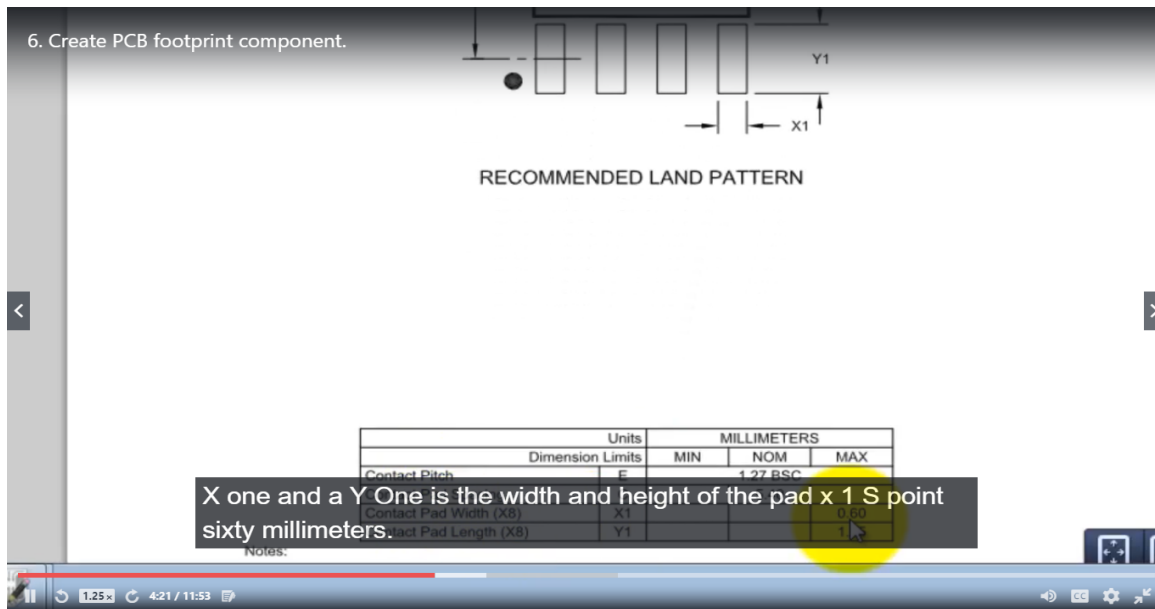 6. Create PCB footprint component.
Y1
X1
RECOMMENDED LAND PATTERN
Units MILLIMETERS
Dimension Limits MIN NOM MAX
Contact Pitch E 1.27 BSC
X one and a Y One is the width and height of the pad x 1 S point
sixty millimeters.
Contact Pad Width (X8) X1 0.60
Contact Pad Length (X8) Y1
Notes:
1.25× 4:21 / 11:53 CC